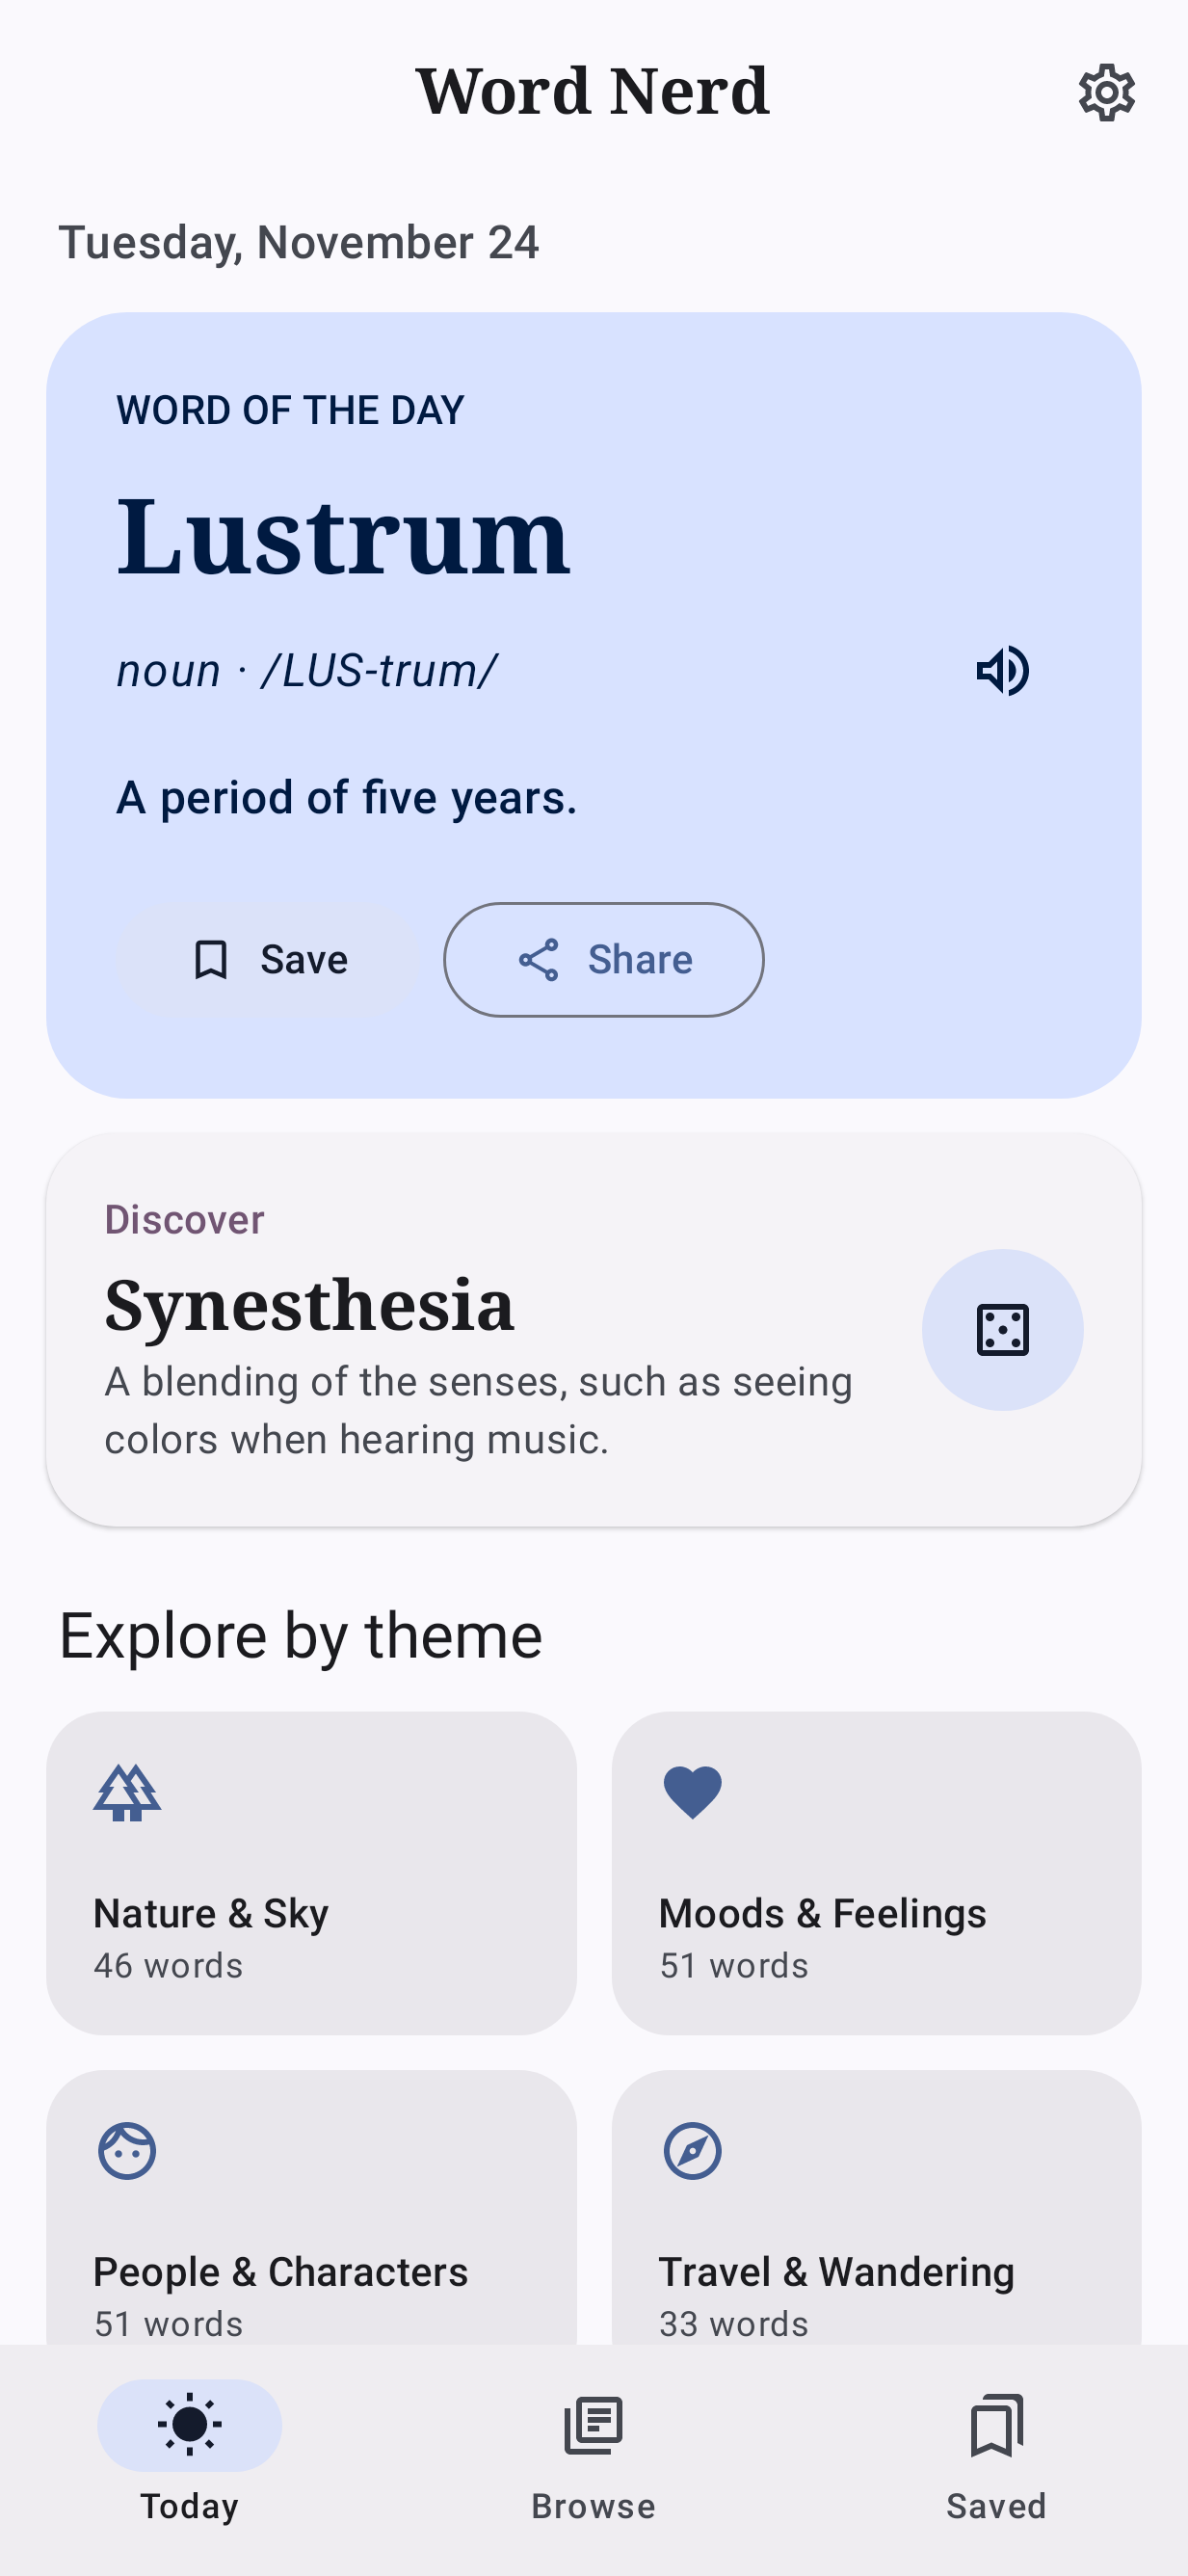 Word Nerd
Tuesday, November 24
WORD OF THE DAY
Lustrum
noun · /LUS-trum/
A period of five years.
Save
Share
Discover
Synesthesia
A blending of the senses, such as seeing
colors when hearing music.
Explore by theme
Nature & Sky
46 words
Moods & Feelings
51 words
People & Characters
51 words
Travel & Wandering
33 words
Today
Browse
Saved